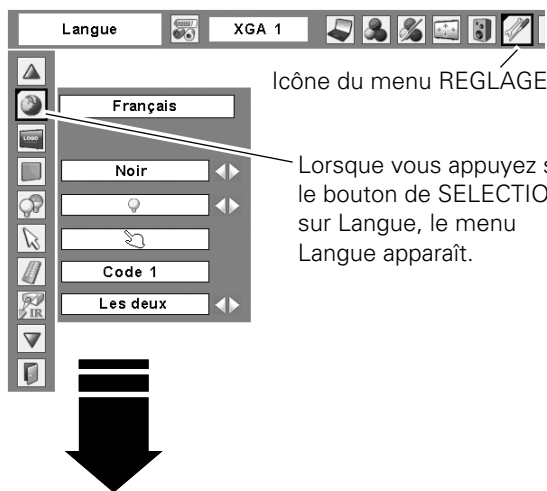 Langue
XGA 1
Icône du menu REGLAGE
Français
LOGO
Noir
Lorsque vous appuyez s
le bouton de SELECTIO
sur Langue, le menu
Langue apparaît.
Code 1
IR
Les deux